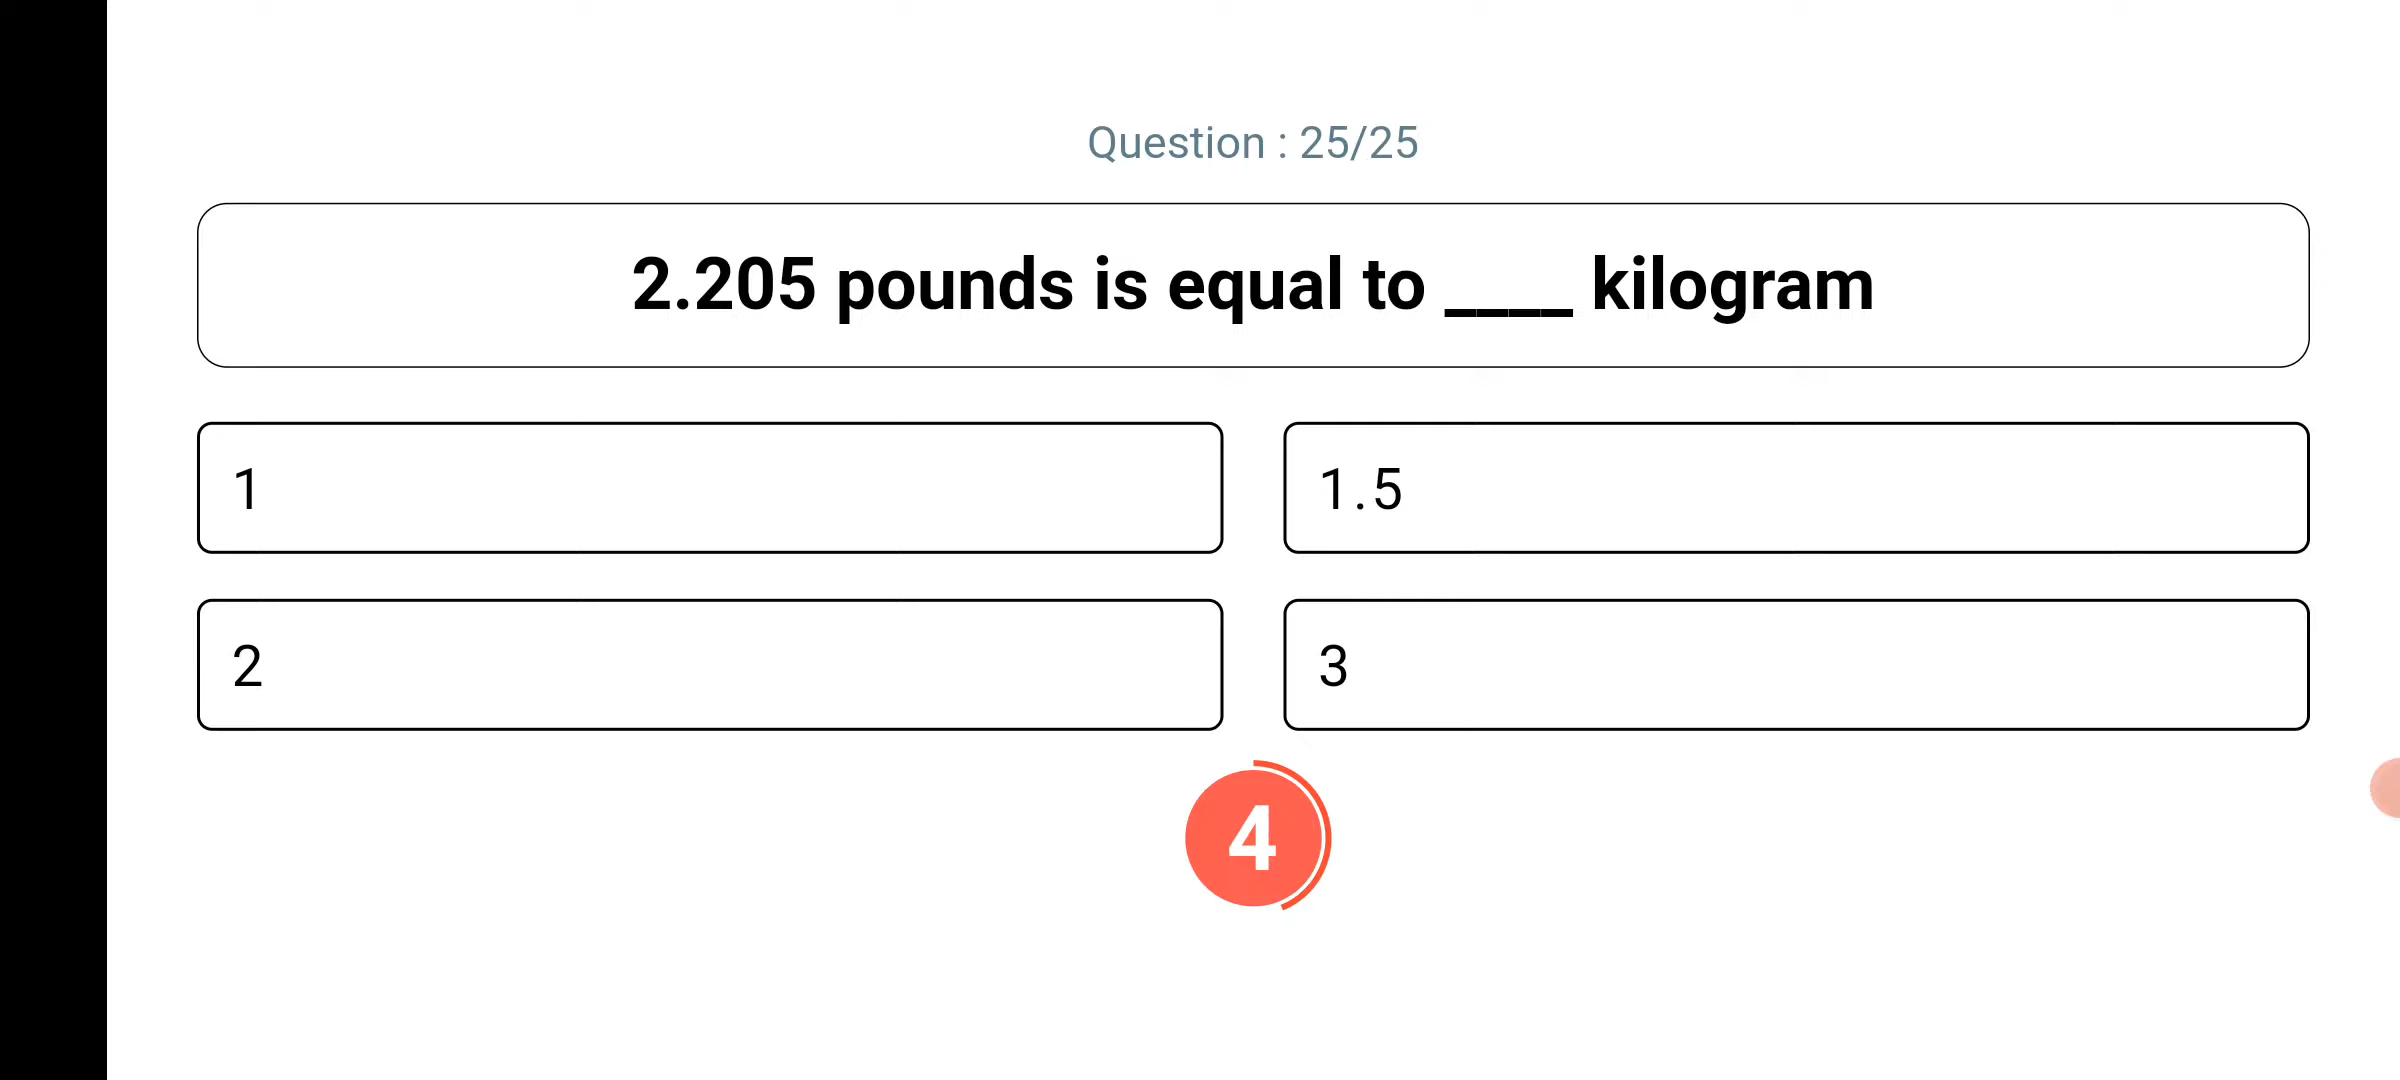 Question : 25/25
2.205 pounds is equal to ____ kilogram
1
1.5
2
3
4